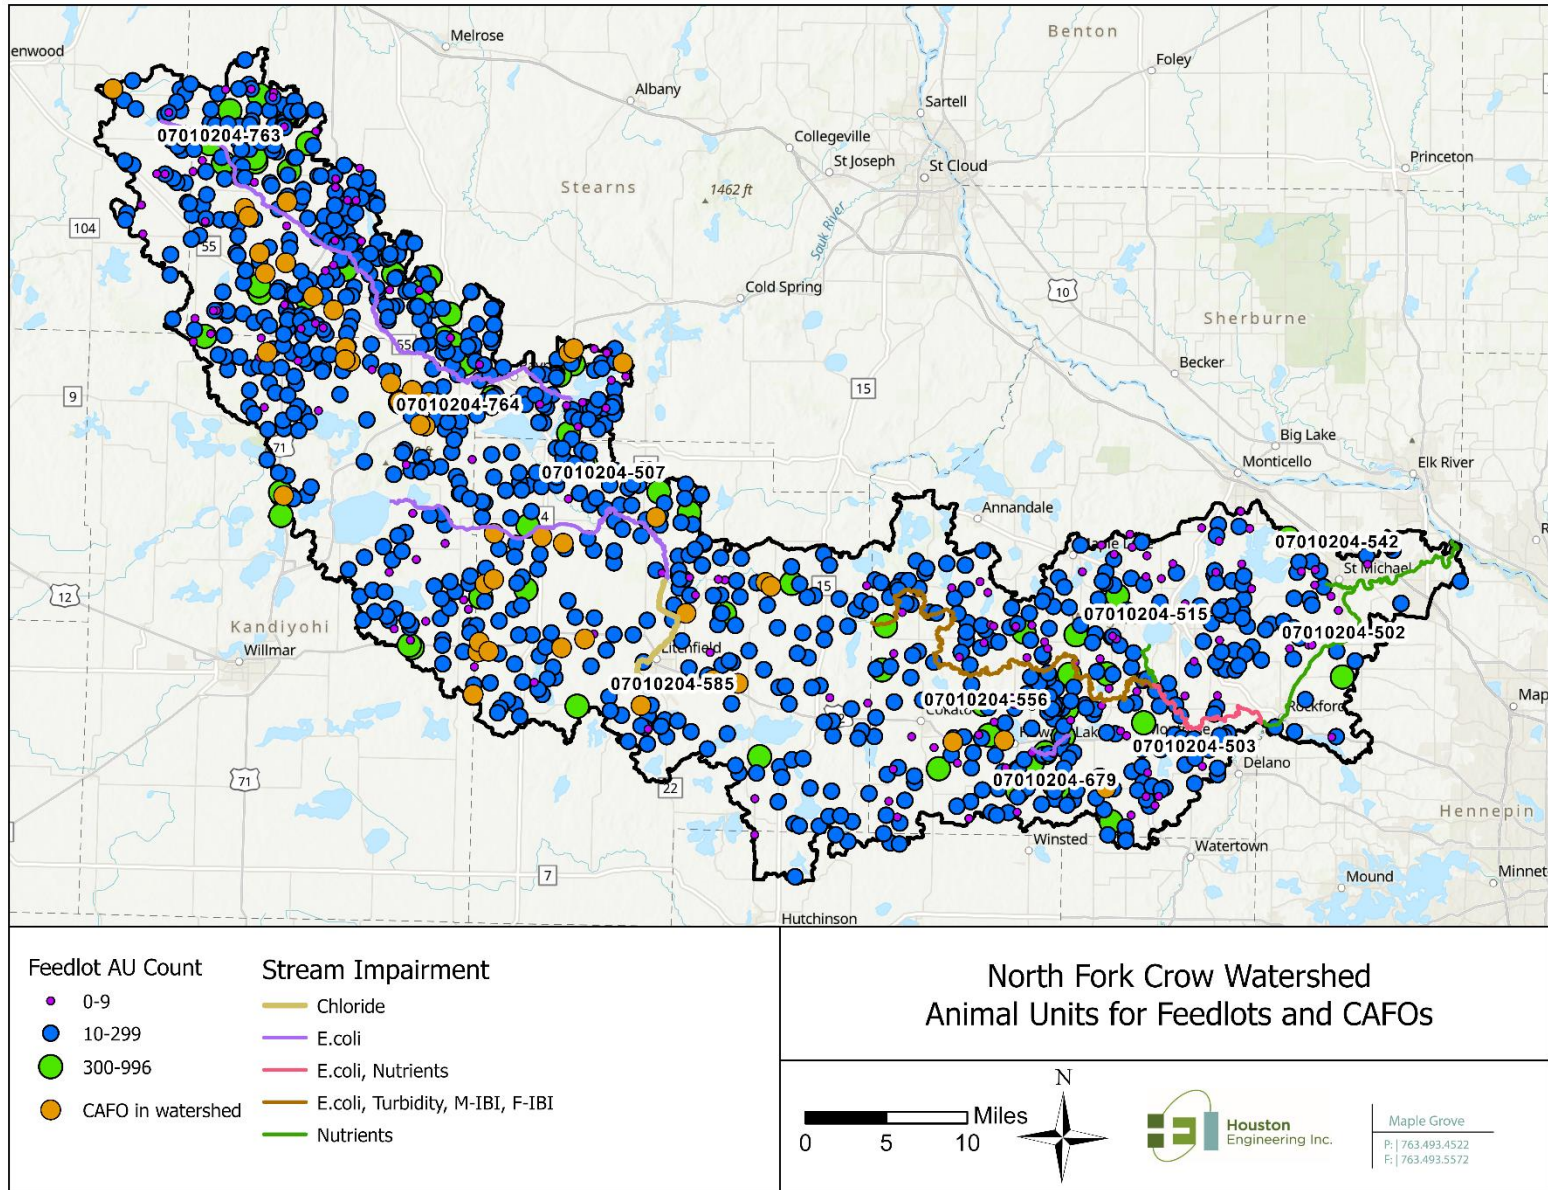 Melrose
enwood
Benton
Foley
Albany
Sartell
07010204-763
Collegeville
St Joseph
St Cloud
Princeton
Stearns
1462 ft
104
55
Sauk River
Cold Spring
10
Sherburne
55
Becker
9
15
07010204-764
71
Big Lake
Monticello
Elk River
07010204-507
4
Annandale
07010204-542
St Michael
12
15
Kandiyohi
Willmar
07010204-515
07010204-502
Litchfield
07010204-585
07010204-556
Rockford
Map
07010204-503
Delano
71
22
07010204-679
Hennepin
Winsted
Watertown
7
Mound
Minnet
Hutchinson
Feedlot AU Count
0-9
10-299
300-996
CAFO in watershed
Stream Impairment
Chloride
E.coli
E.coli, Nutrients
E.coli, Turbidity, M-IBI, F-IBI
Nutrients
North Fork Crow Watershed
Animal Units for Feedlots and CAFOs
0 5 10 Miles
N
Houston
Engineering Inc.
Maple Grove
P: | 763.493.4522
F: | 763.493.5572